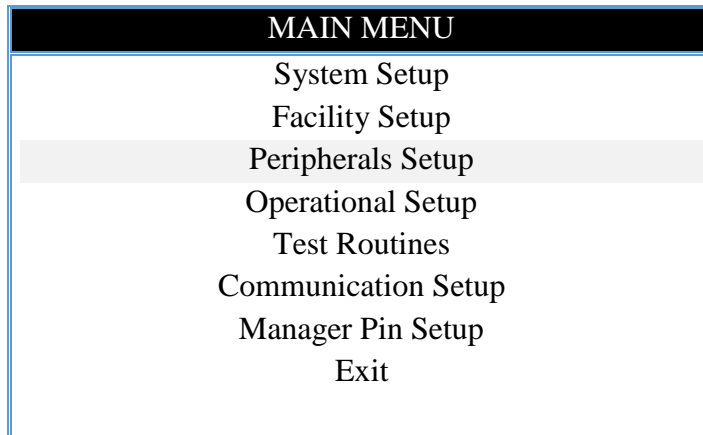 MAIN MENU
System Setup
Facility Setup
Peripherals Setup
Operational Setup
Test Routines
Communication Setup
Manager Pin Setup
Exit